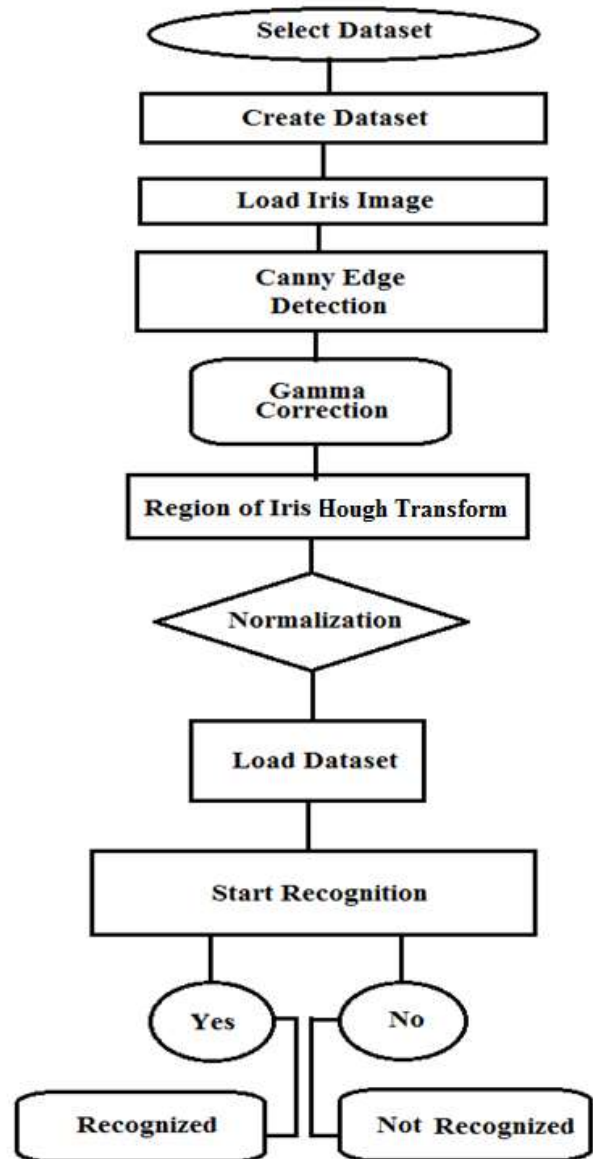 Select Dataset
Create Dataset
Load Iris Image
Canny Edge
Detection
Gamma
Correction
Region of Iris Hough Transform
Normalization
Load Dataset
Start Recognition
Yes
No
Recognized
Not Recognized